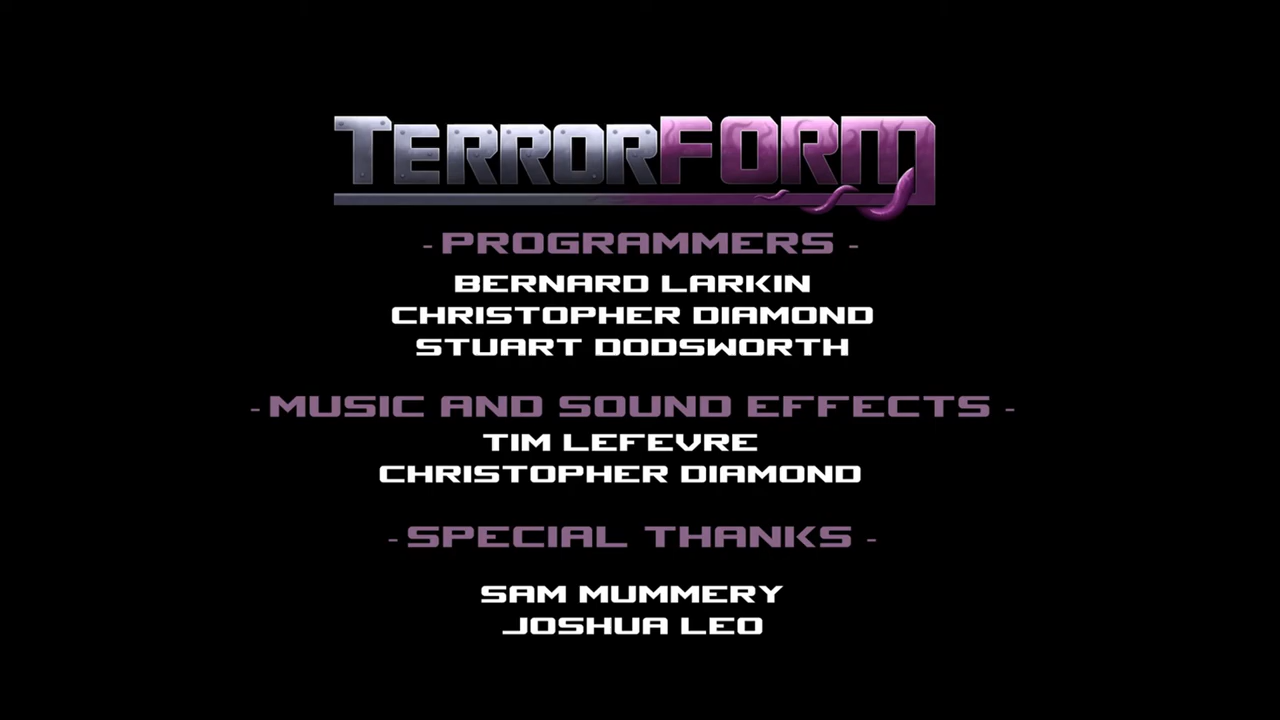 TERRORFORM
- PROGRAMMERS -
BERNARD LARKIN
CHRISTOPHER DIAMOND
STUART DODSWORTH
- MUSIC AND SOUND EFFECTS -
TIM LEFEVRE
CHRISTOPHER DIAMOND
- SPECIAL THANKS -
SAM MUMMERY
JOSHUA LEO